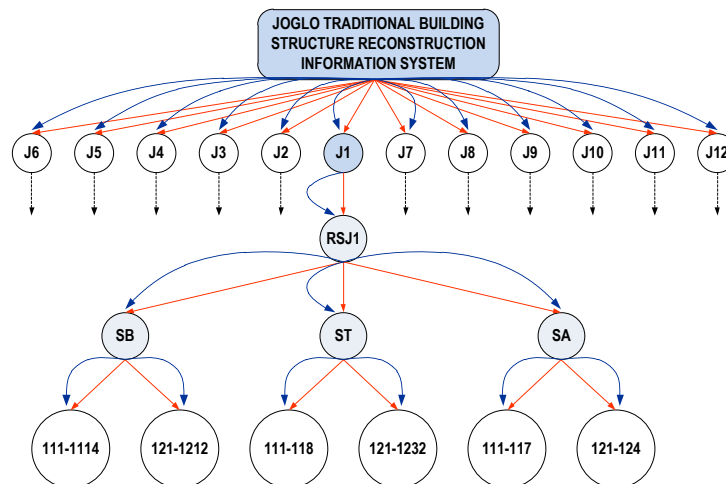 JOGLO TRADITIONAL BUILDING
STRUCTURE RECONSTRUCTION
INFORMATION SYSTEM
J6 J5 J4 J3 J2 J1 J7 J8 J9 J10 J11 J12
RSJ1
SB ST SA
111-1114 121-1212 111-118 121-1232 111-117 121-124